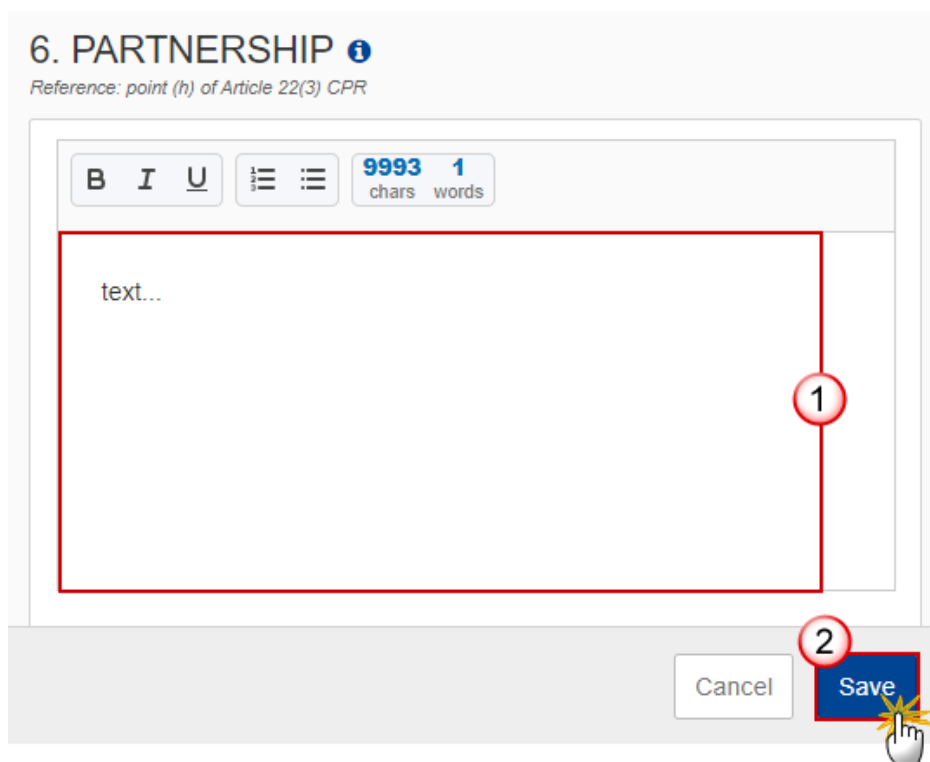 6. PARTNERSHIP
Reference: point (h) of Article 22(3) CPR
B I U 9993 1
chars words
text...
1
2
Cancel Save